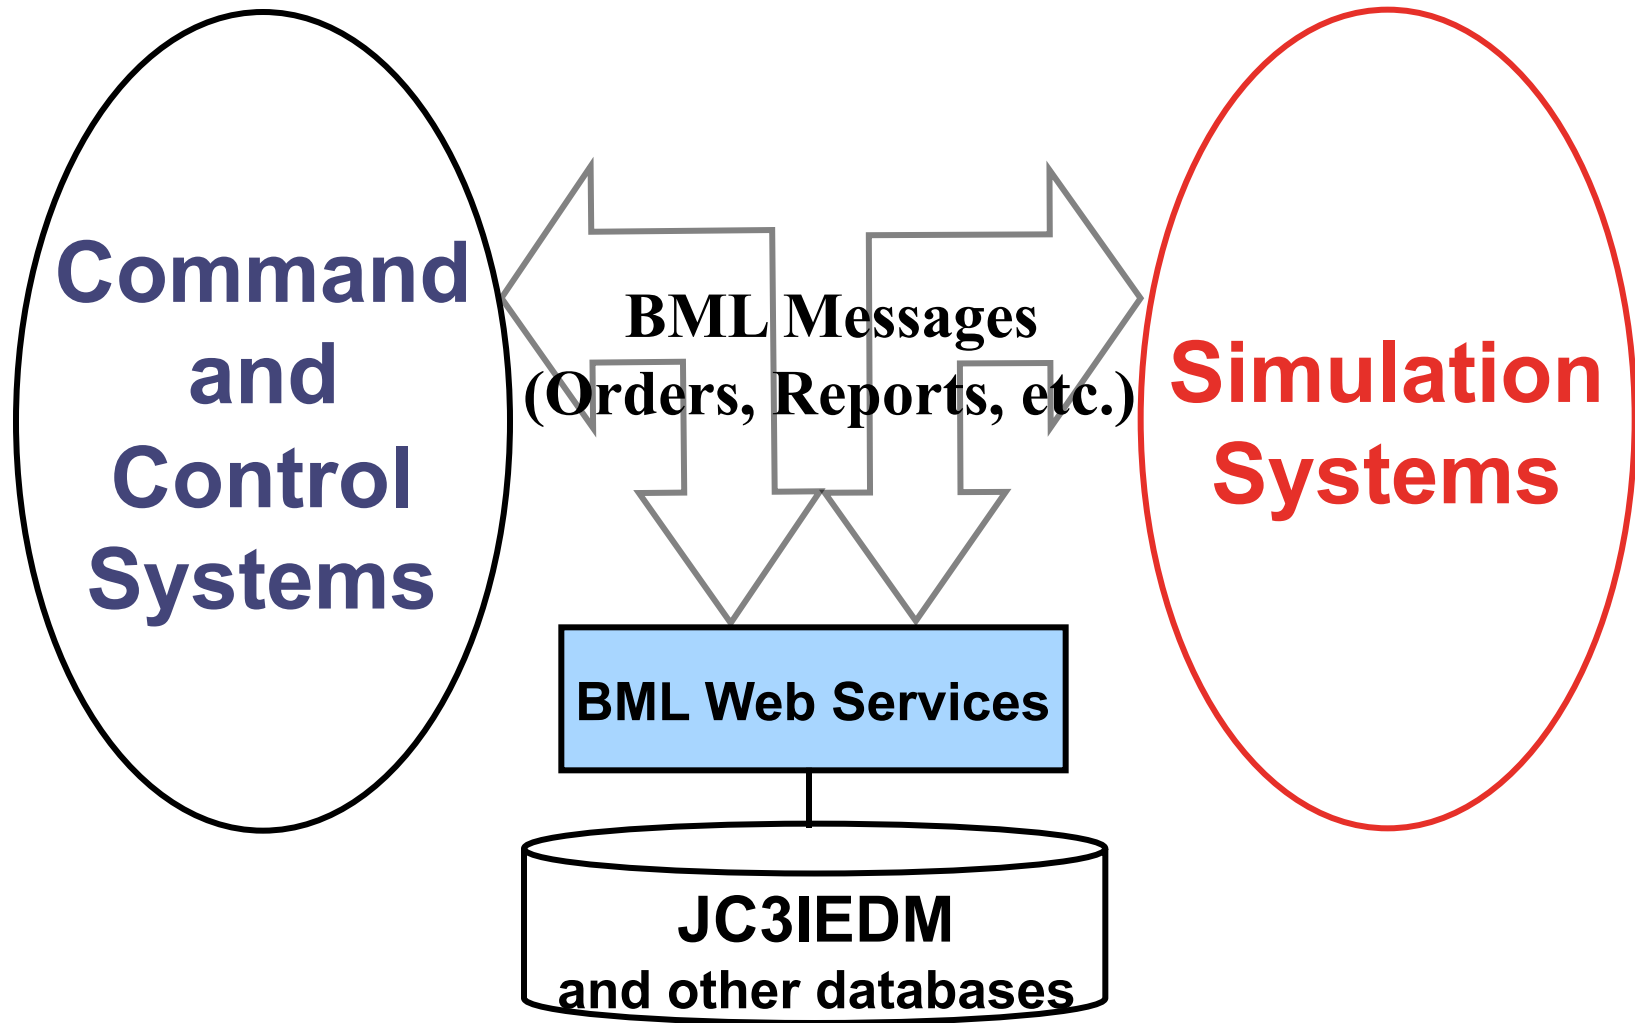 Command
and
Control
Systems
BML Messages
(Orders, Reports, etc.)
Simulation
Systems
BML Web Services
JC3IEDM
and other databases